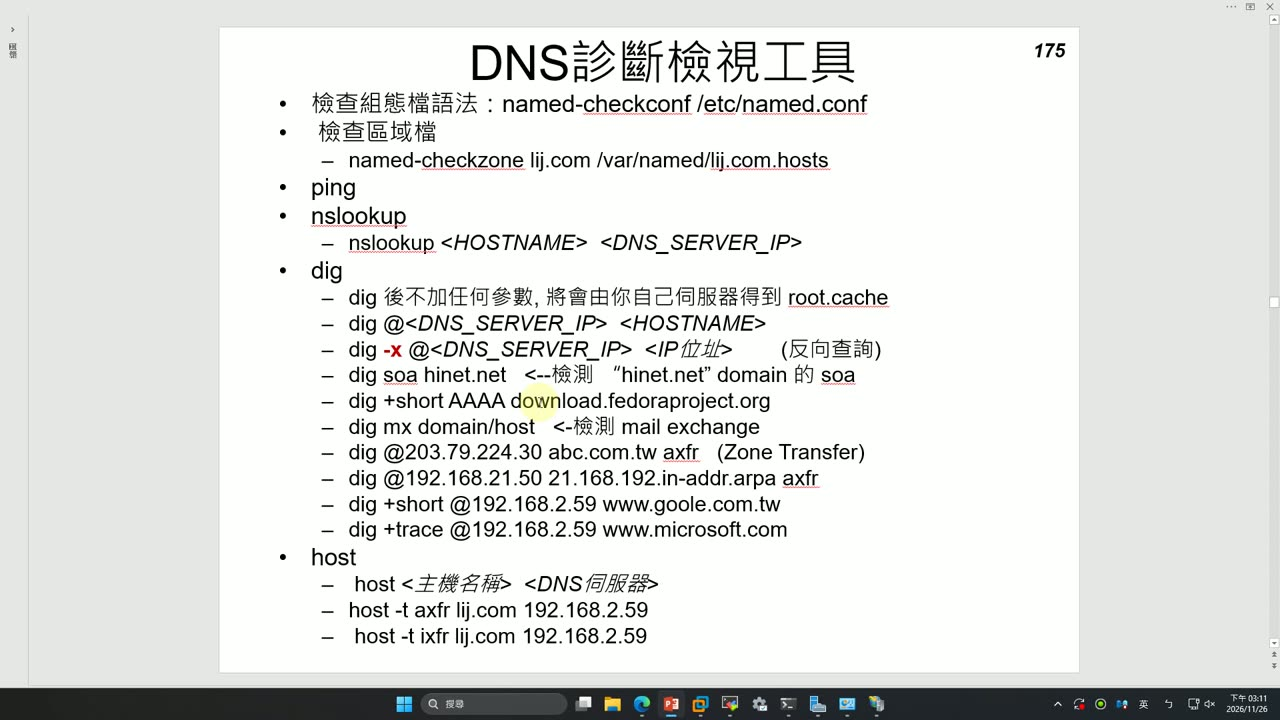 DNS診斷檢視工具
175
• 檢查組態檔語法：named-checkconf /etc/named.conf
• 檢查區域檔
– named-checkzone lij.com /var/named/lij.com.hosts
• ping
• nslookup
– nslookup <HOSTNAME> <DNS_SERVER_IP>
• dig
– dig 後不加任何參數, 將會由你自己伺服器得到 root.cache
– dig @<DNS_SERVER_IP> <HOSTNAME>
– dig -x @<DNS_SERVER_IP> <IP位址> (反向查詢)
– dig soa hinet.net <--檢測 “hinet.net” domain 的 soa
– dig +short AAAA download.fedoraproject.org
– dig mx domain/host <-檢測 mail exchange
– dig @203.79.224.30 abc.com.tw axfr (Zone Transfer)
– dig @192.168.21.50 21.168.192.in-addr.arpa axfr
– dig +short @192.168.2.59 www.goole.com.tw
– dig +trace @192.168.2.59 www.microsoft.com
• host
– host <主機名稱> <DNS伺服器>
– host -t axfr lij.com 192.168.2.59
– host -t ixfr lij.com 192.168.2.59
搜尋
英
下午 03:11
2026/11/26